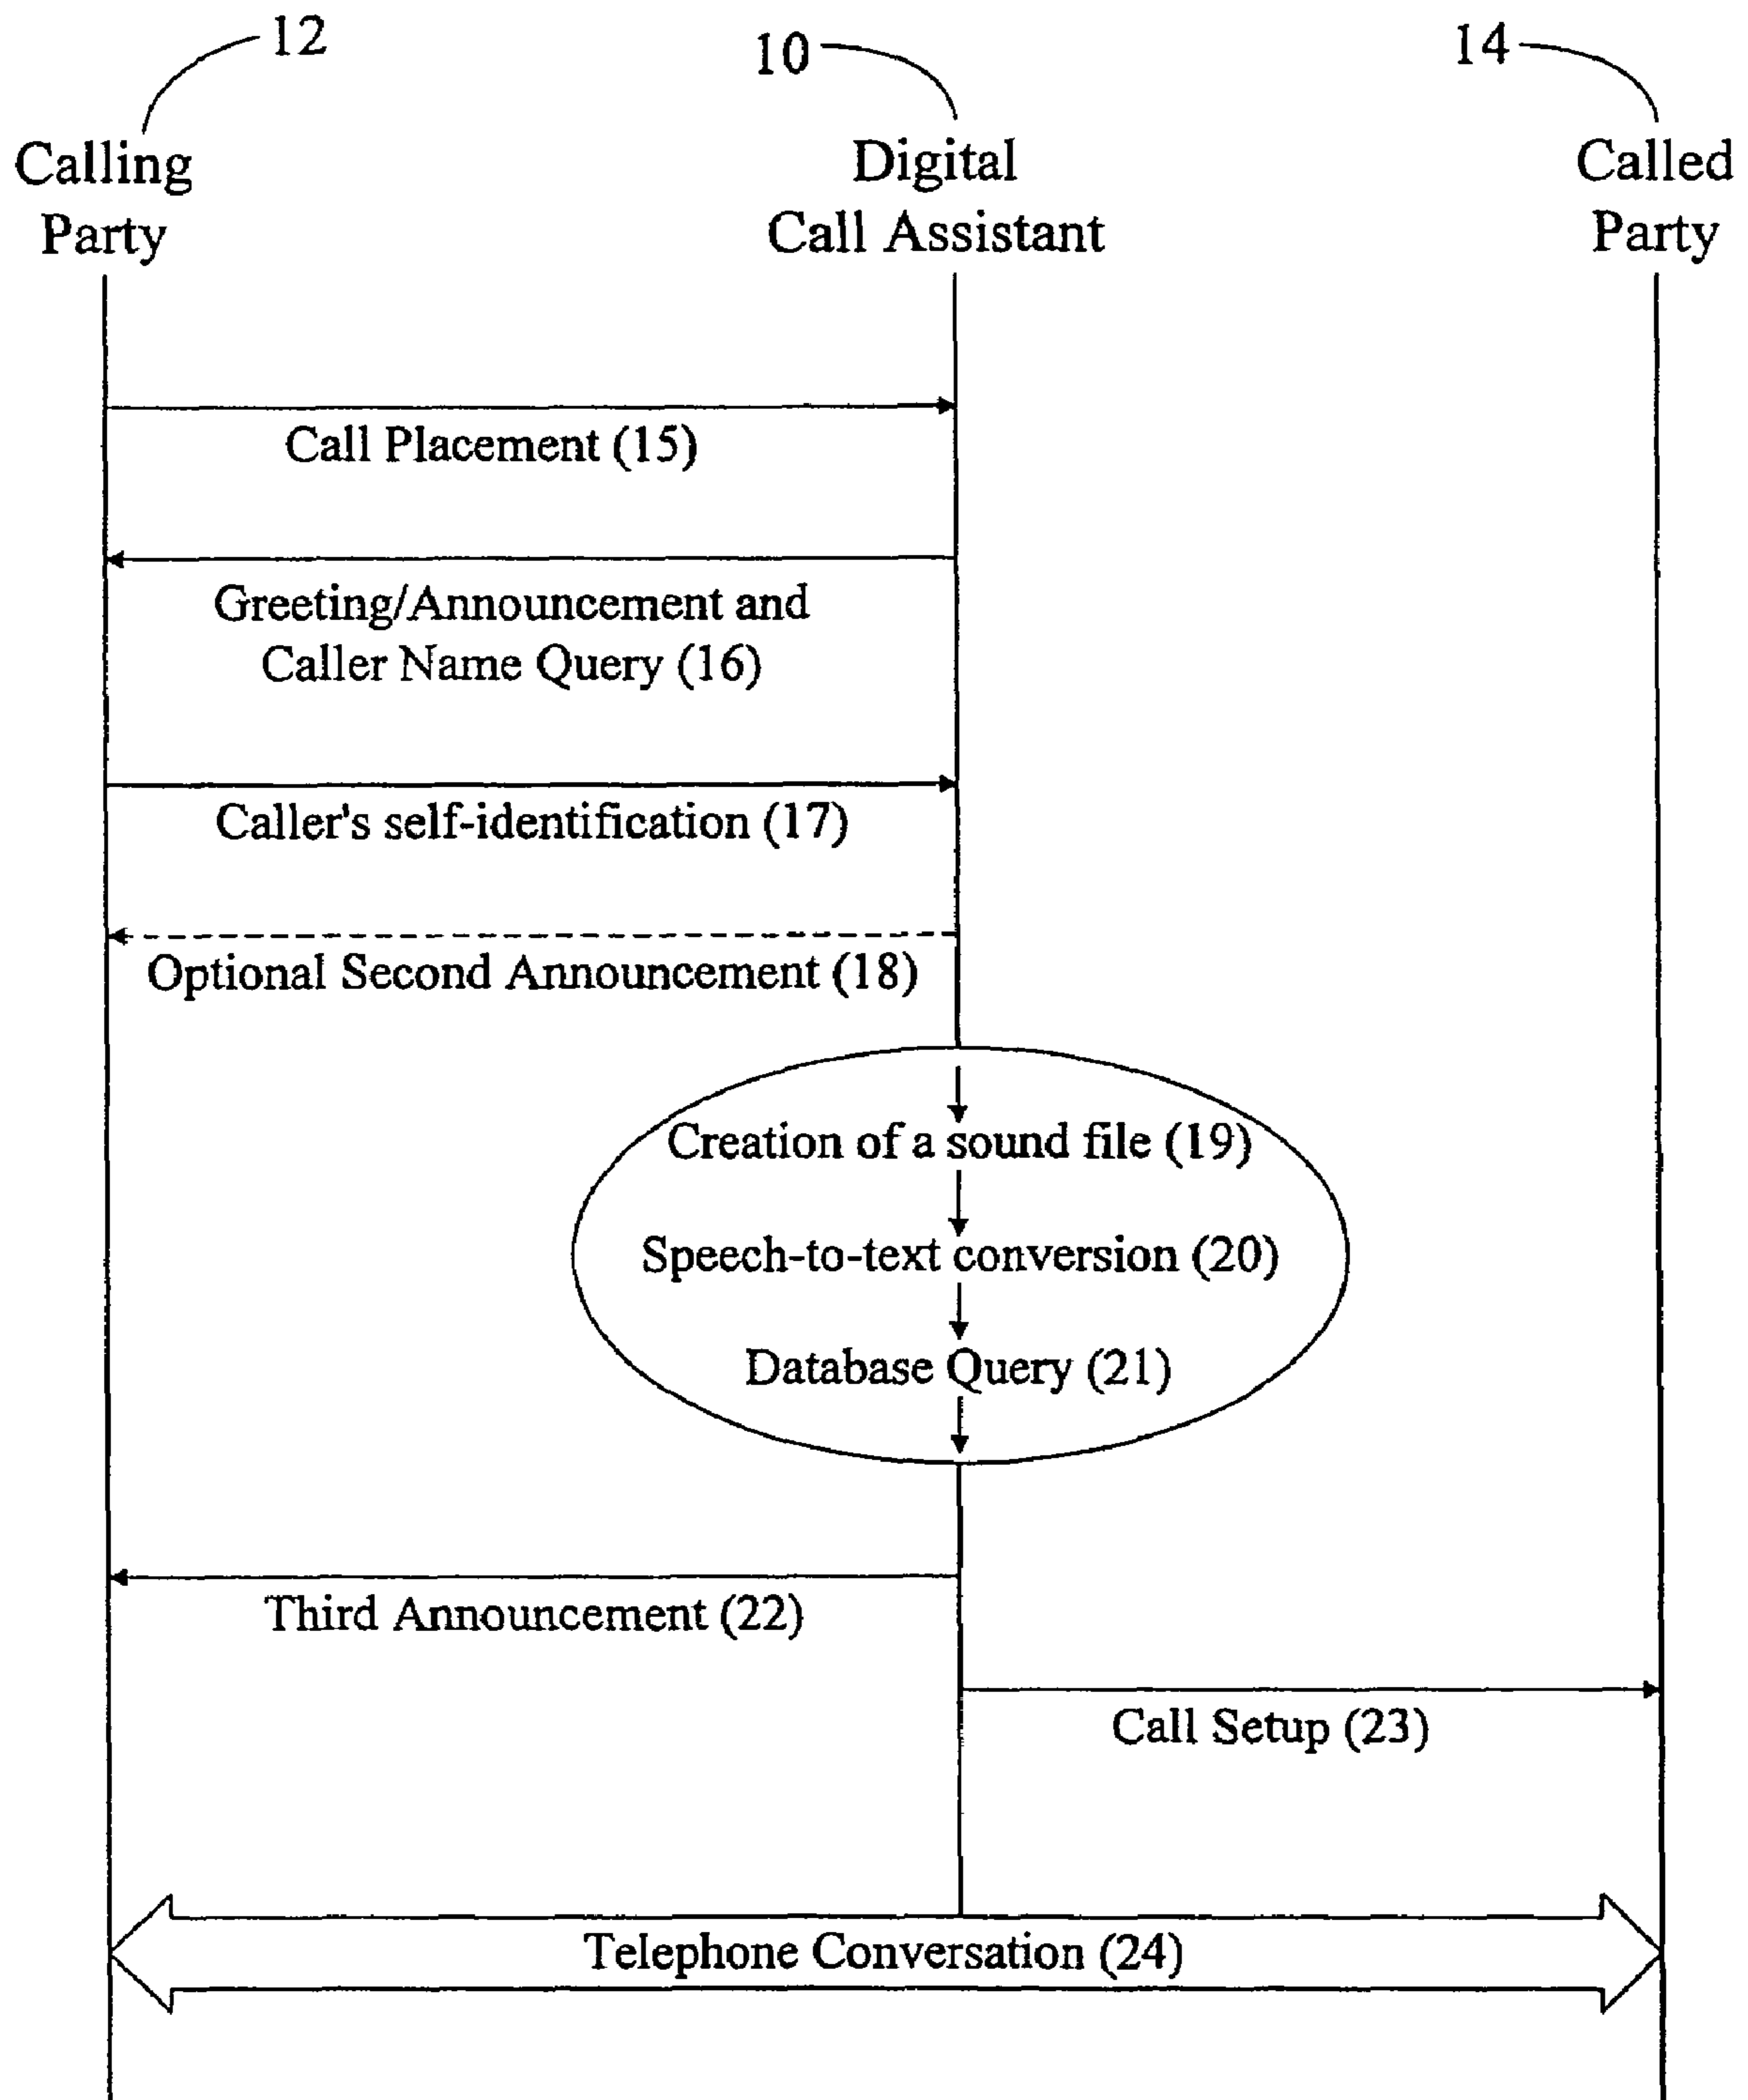 12
10
14
Calling
Party
Digital
Call Assistant
Called
Party
Call Placement (15)
Greeting/Announcement and
Caller Name Query (16)
Caller's self-identification (17)
Optional Second Announcement (18)
Creation of a sound file (19)
Speech-to-text conversion (20)
Database Query (21)
Third Announcement (22)
Call Setup (23)
Telephone Conversation (24)